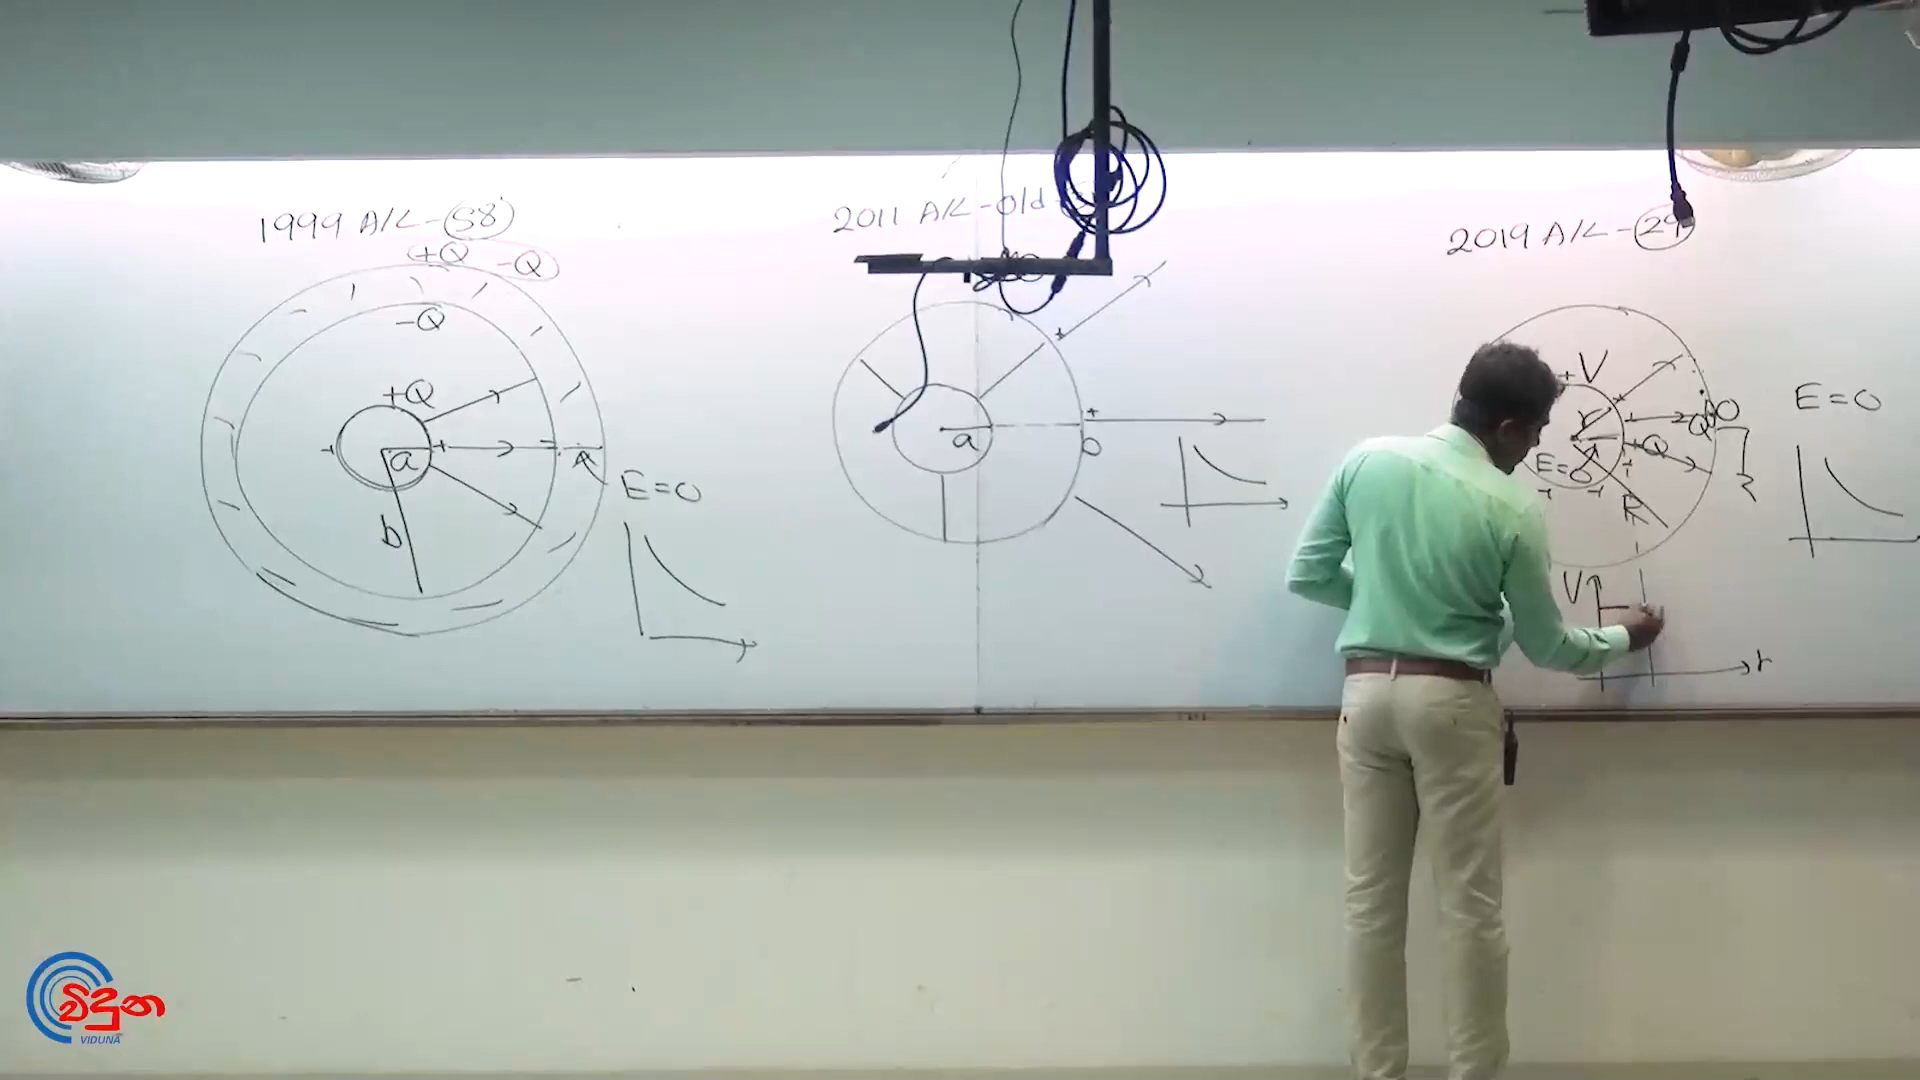 1999 A/L - 58
+Q -Q
-Q
+Q
+ a +
A
b
E=0
2011 A/L - Old -
a
b
+
+
2019 A/L - 29
+V
r
+Q
E=0
R
E=0
V
r
විදුන
VIDUNA